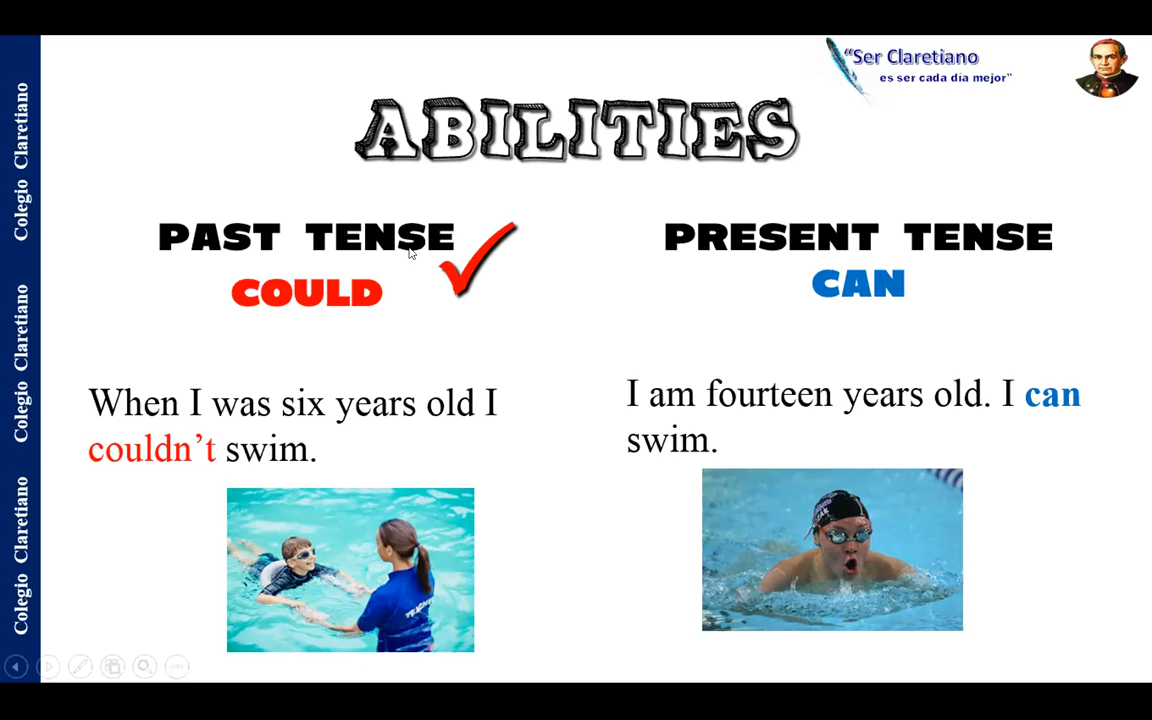 “Ser Claretiano
es ser cada día mejor”
ABILITIES
PAST TENSE
COULD
When I was six years old I
couldn’t swim.
PRESENT TENSE
CAN
I am fourteen years old. I can
swim.
Colegio Claretiano
Colegio Claretiano
Colegio Claretiano